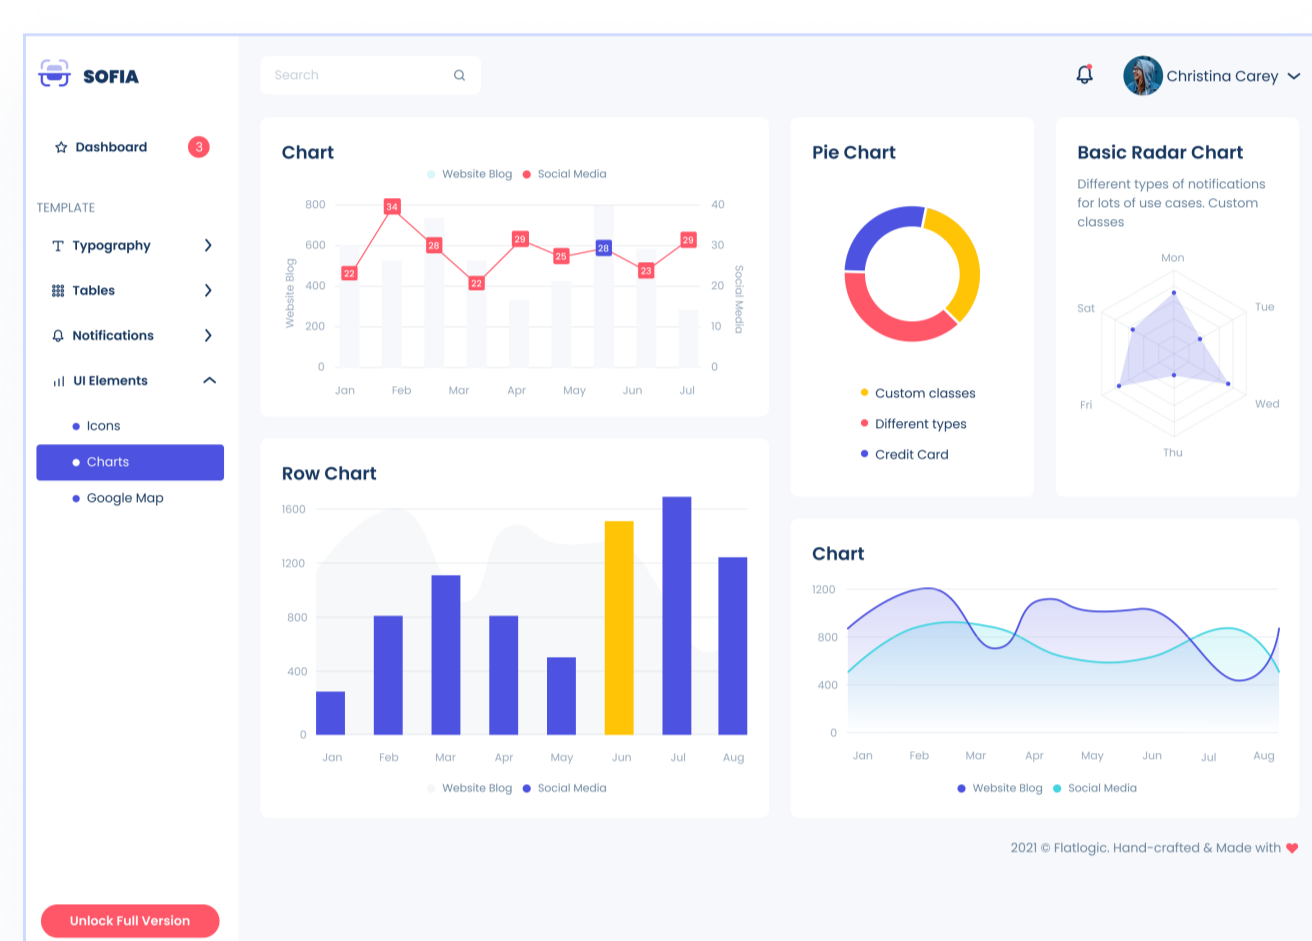 SOFIA
Search
Christina Carey
Dashboard
3
TEMPLATE
Typography
Tables
Notifications
UI Elements
Icons
Charts
Google Map
Unlock Full Version
Chart
Website Blog
Social Media
800
600
400
200
0
40
30
20
10
0
Website Blog
Social Media
22
34
28
22
29
25
28
23
29
Jan
Feb
Mar
Apr
May
Jun
Jul
Pie Chart
Custom classes
Different types
Credit Card
Basic Radar Chart
Different types of notifications
for lots of use cases. Custom
classes
Mon
Tue
Wed
Thu
Fri
Sat
Row Chart
1600
1200
800
400
0
Jan
Feb
Mar
Apr
May
Jun
Jul
Aug
Website Blog
Social Media
Chart
1200
800
400
0
Jan
Feb
Mar
Apr
May
Jun
Jul
Aug
Website Blog
Social Media
2021 © Flatlogic. Hand-crafted & Made with